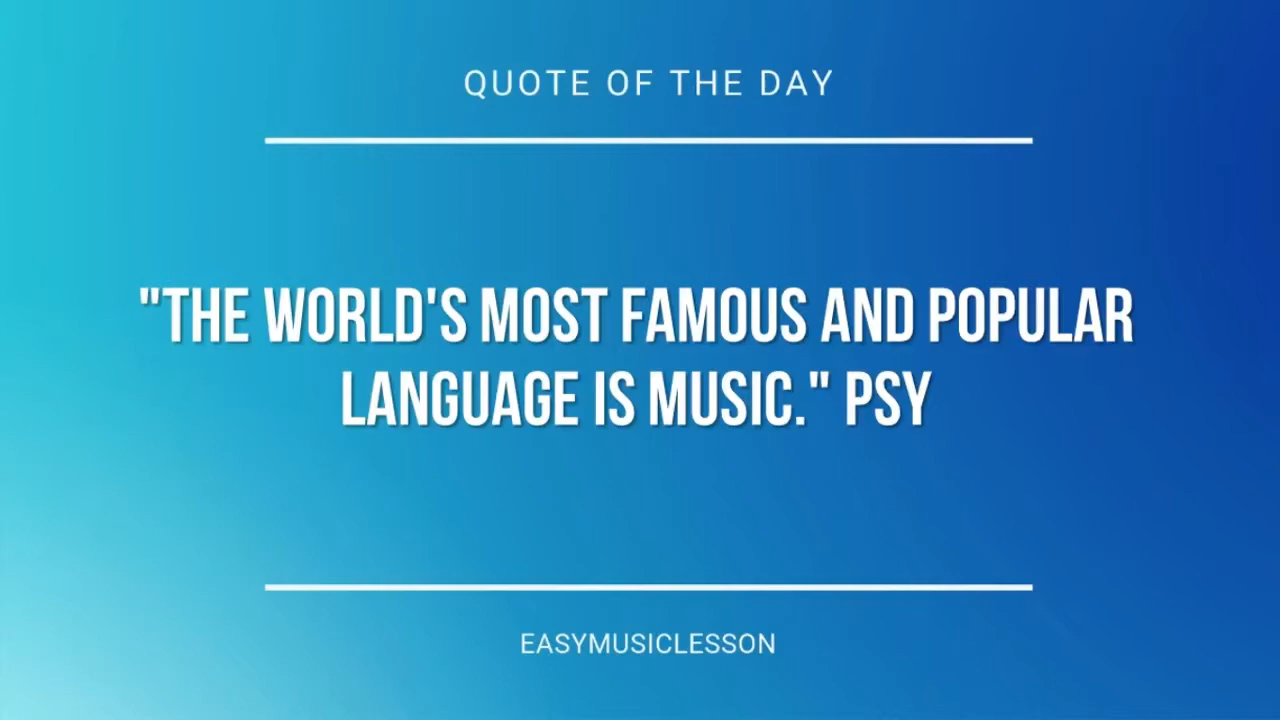 QUOTE OF THE DAY
"THE WORLD'S MOST FAMOUS AND POPULAR
LANGUAGE IS MUSIC." PSY
EASYMUSICLESSON